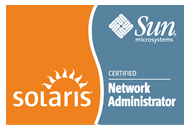 Sun
microsystems
CERTIFIED
Network
Administrator
solaris